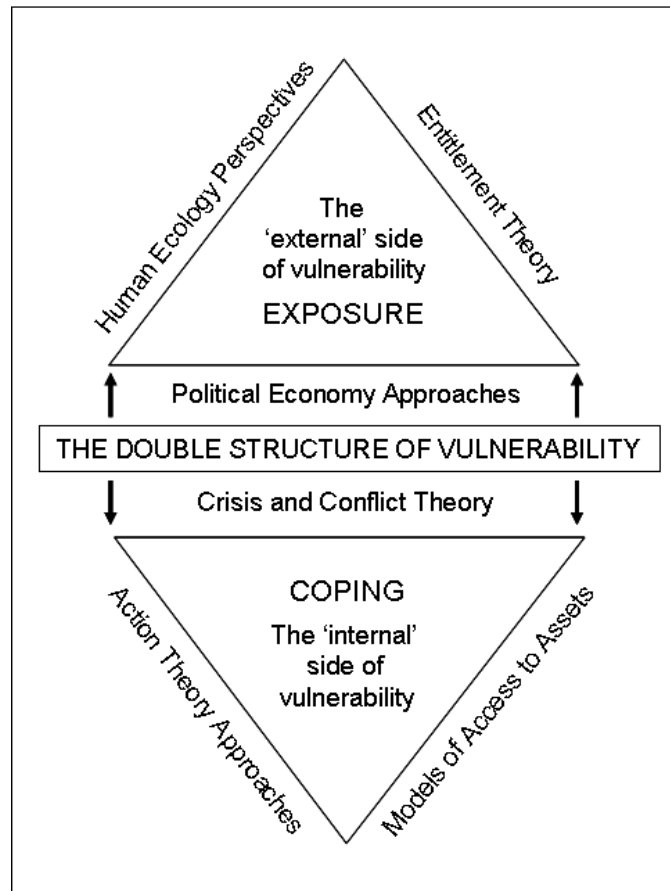 Human Ecology Perspectives
Entitlement Theory
The
‘external’ side
of vulnerability
EXPOSURE
Political Economy Approaches
THE DOUBLE STRUCTURE OF VULNERABILITY
Crisis and Conflict Theory
COPING
The ‘internal’
side of
vulnerability
Action Theory Approaches
Models of Access to Assets